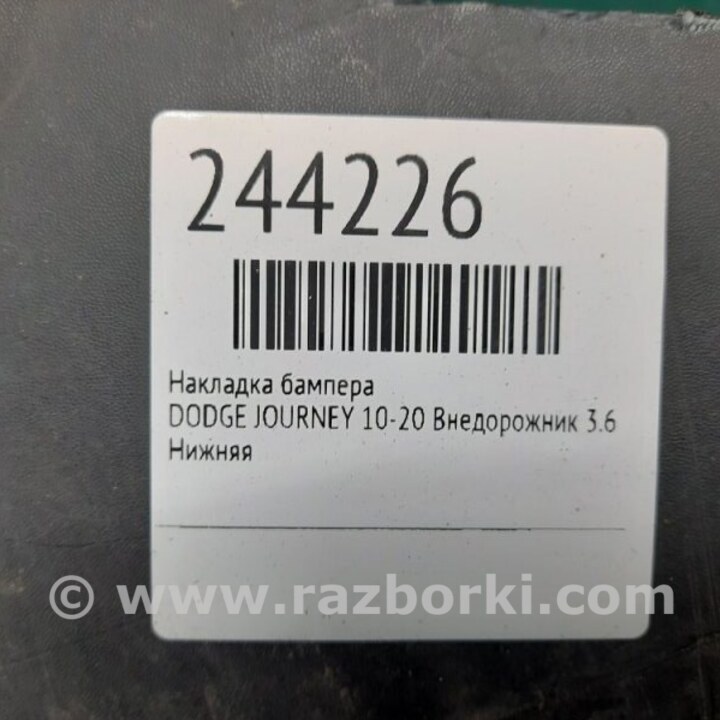 244226
Накладка бампера
DODGE JOURNEY 10-20 Внедорожник 3.6
Нижняя
© www.razborki.com